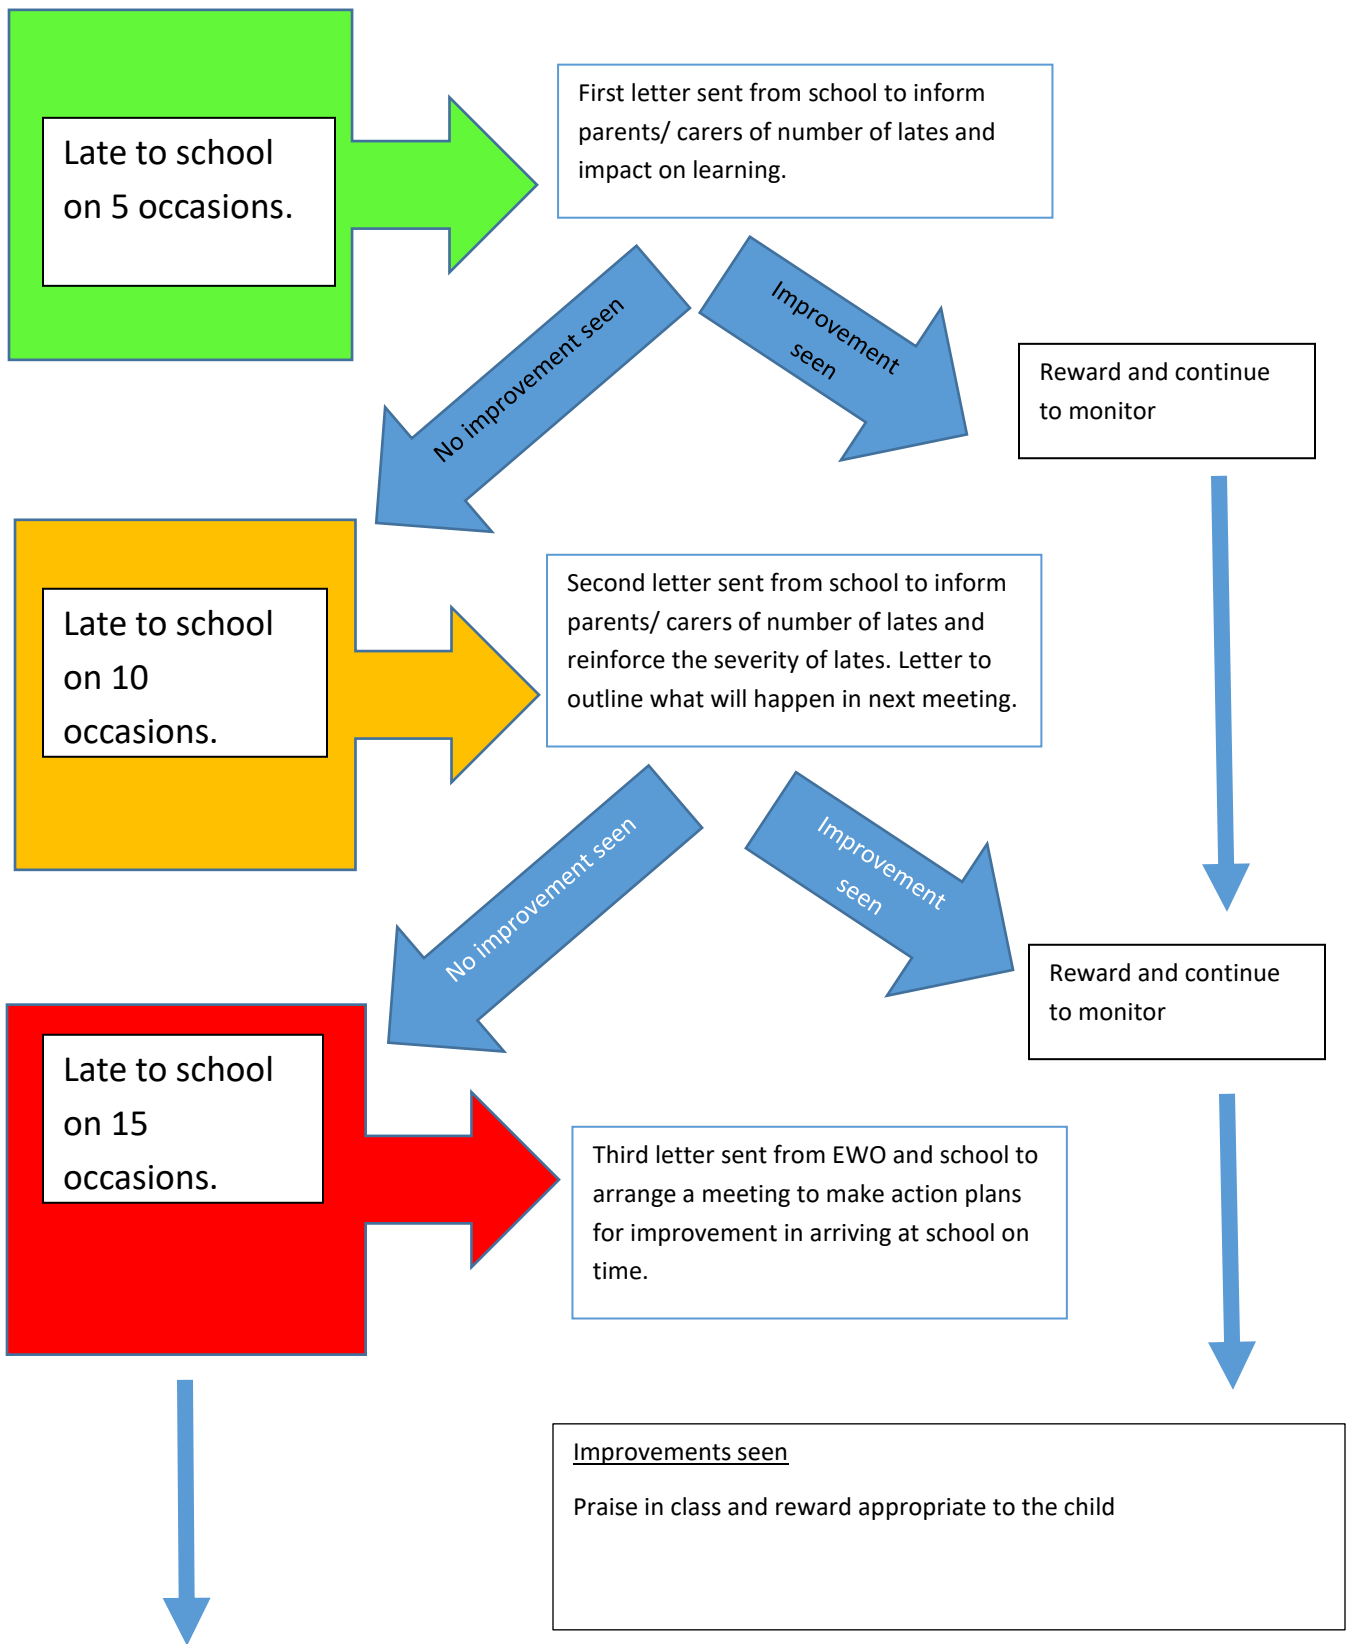 Late to school
on 5 occasions.
First letter sent from school to inform
parents/ carers of number of lates and
impact on learning.
No improvement seen
Improvement
seen
Reward and continue
to monitor
Late to school
on 10
occasions.
Second letter sent from school to inform
parents/ carers of number of lates and
reinforce the severity of lates. Letter to
outline what will happen in next meeting.
No improvement seen
Improvement
seen
Reward and continue
to monitor
Late to school
on 15
occasions.
Third letter sent from EWO and school to
arrange a meeting to make action plans
for improvement in arriving at school on
time.
Improvements seen
Praise in class and reward appropriate to the child